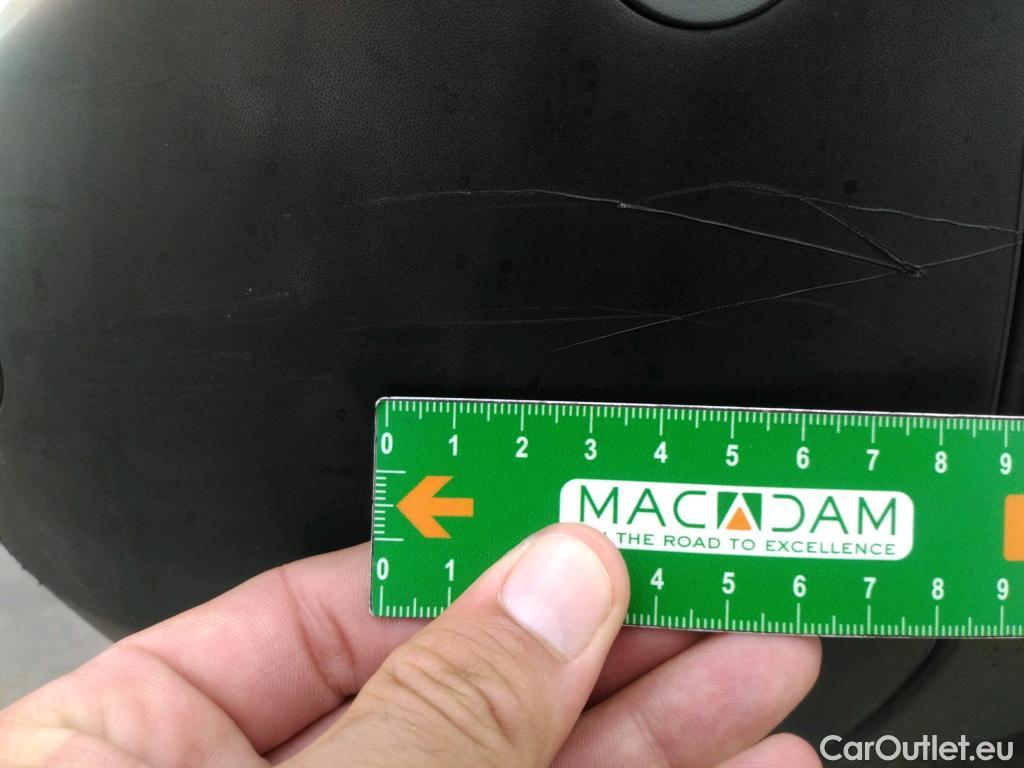 0 1 2 3 4 5 6 7 8 9
MACADAM
THE ROAD TO EXCELLENCE
0 1 4 5 6 7 8 9
CarOutlet.eu